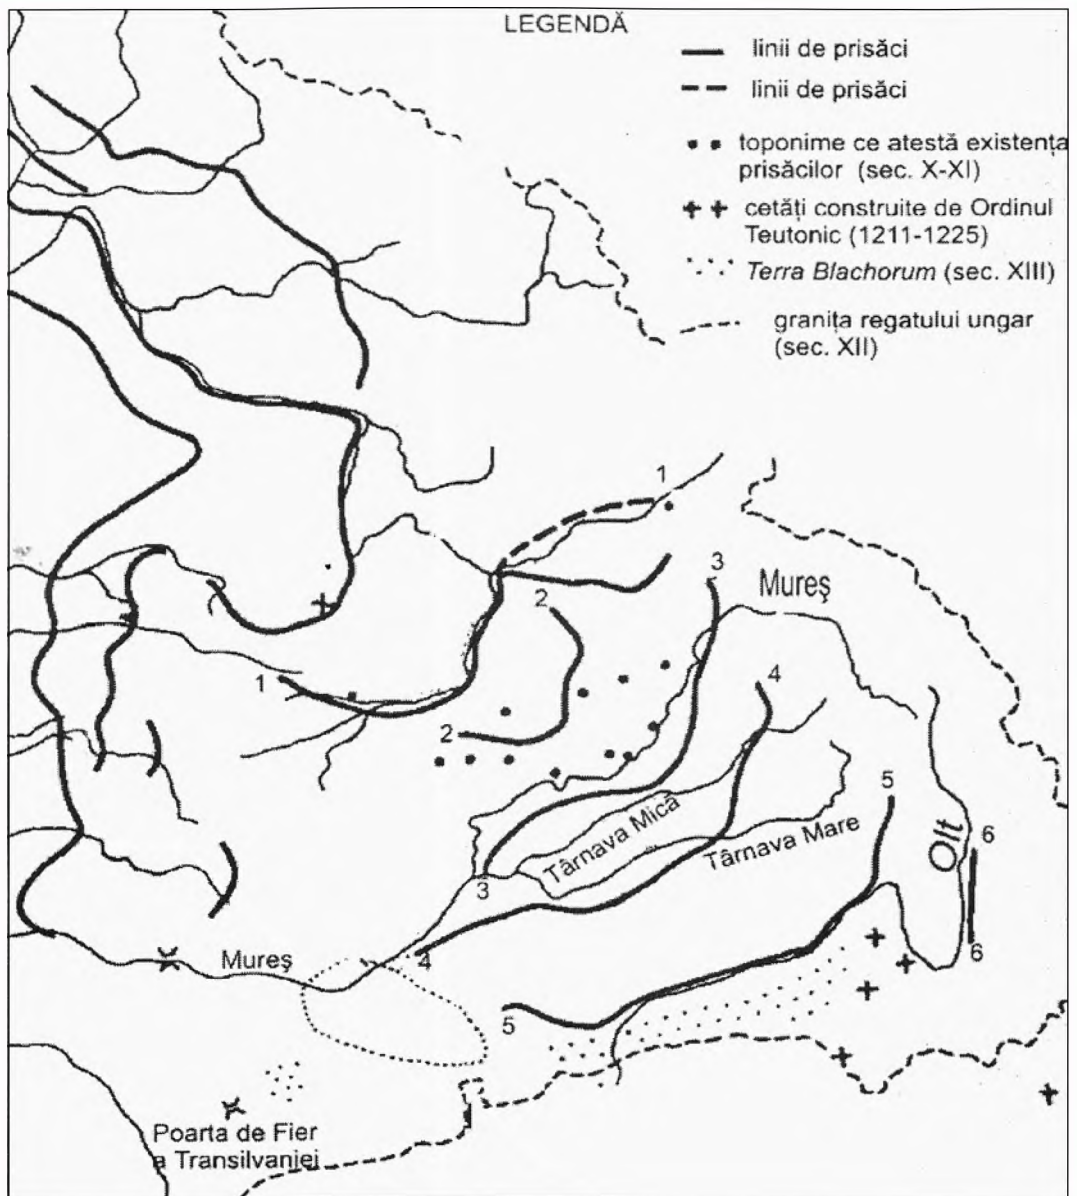 LEGENDĂ
linii de prisăci
linii de prisăci
toponime ce atestă existența
prisăcilor (sec. X-XI)
cetăți construite de Ordinul
Teutonic (1211-1225)
Terra Blachorum (sec. XIII)
granița regatului ungar
(sec. XII)
1
3
Mureș
2
4
1
2
5
Târnava Mică
Târnava Mare
Olt
6
3
4
Mureș
6
5
Poarta de Fier
a Transilvaniei